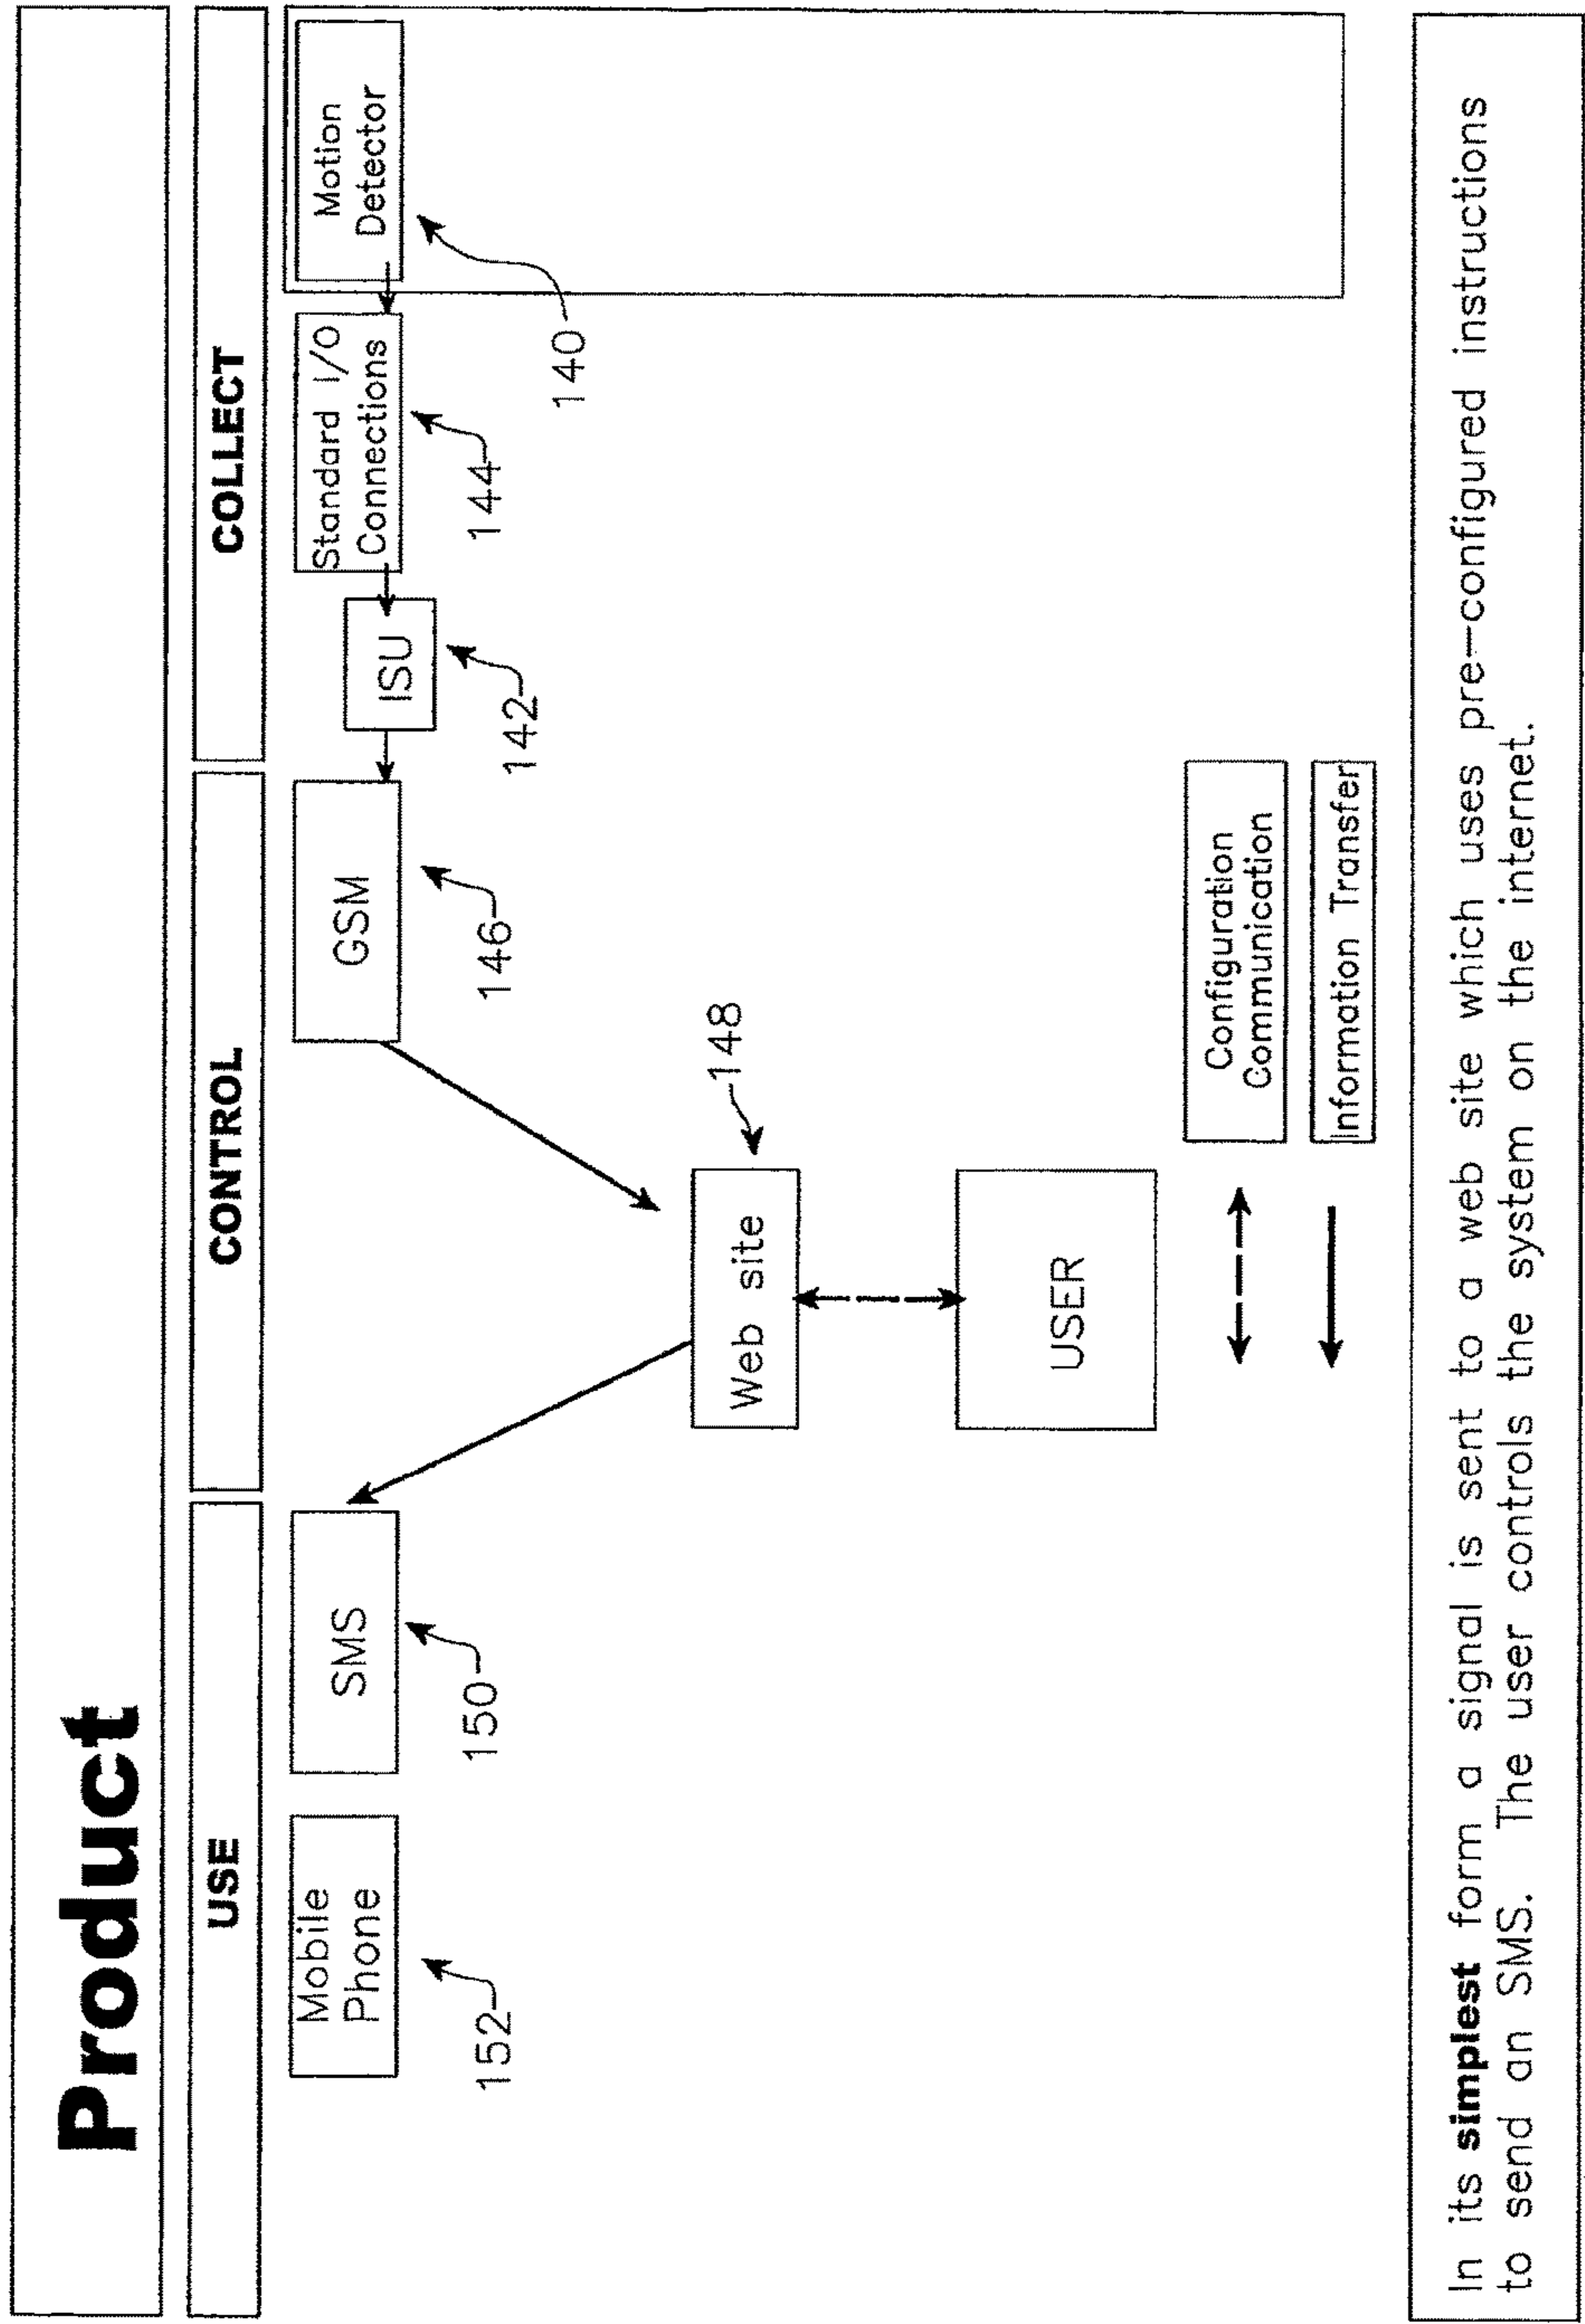 Product
USE
CONTROL
COLLECT
Mobile
Phone
152
SMS
150
GSM
146
ISU
142
Standard I/O
Connections
144
Motion
Detector
140
Web site
148
USER
Configuration
Communication
Information Transfer
In its simplest form a signal is sent to a web site which uses pre-configured instructions
to send an SMS. The user controls the system on the internet.